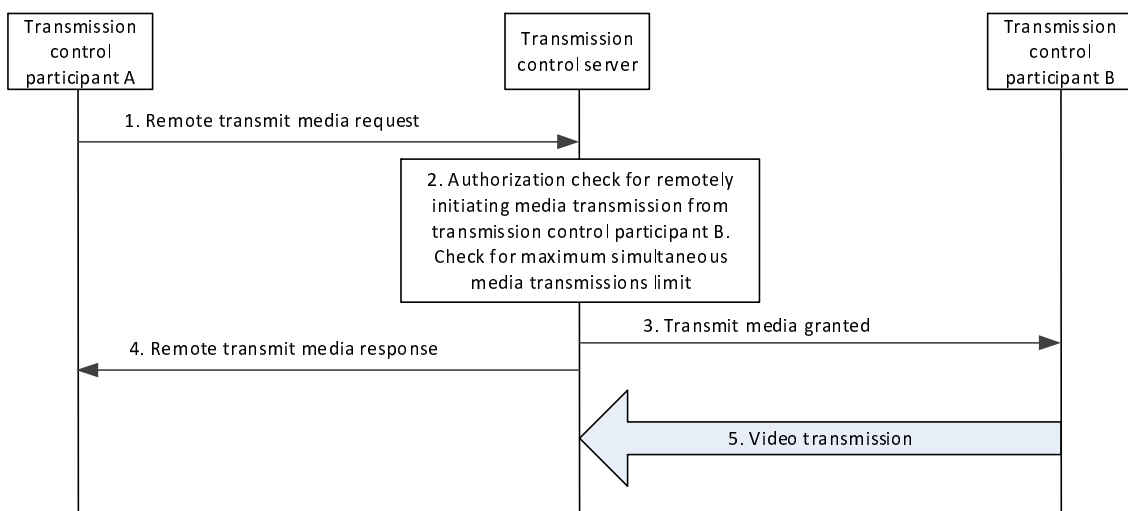 Transmission
control
participant A
Transmission
control server
Transmission
control
participant B
1. Remote transmit media request
2. Authorization check for remotely
initiating media transmission from
transmission control participant B.
Check for maximum simultaneous
media transmissions limit
3. Transmit media granted
4. Remote transmit media response
5. Video transmission